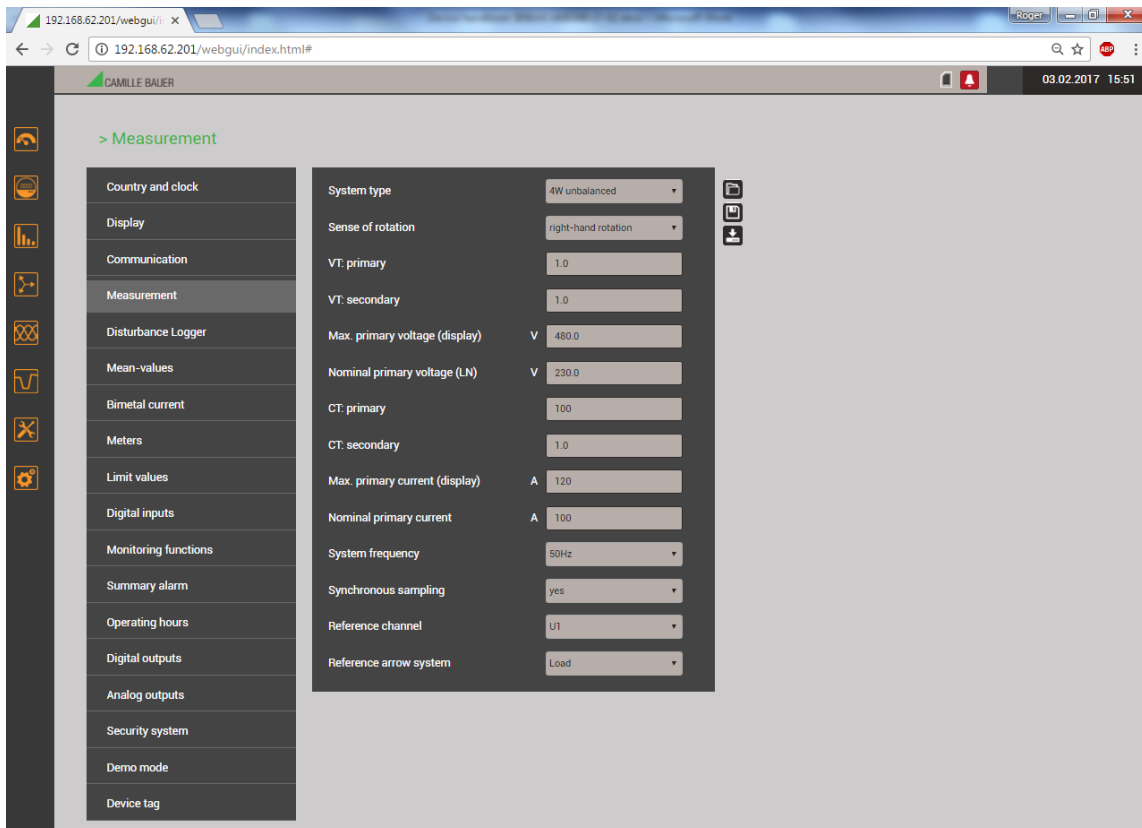 192.168.62.201/webgui/i
Roger
192.168.62.201/webgui/index.html#
ABP
CAMILLE BAUER
03.02.2017 15:51
> Measurement
Country and clock
Display
Communication
Measurement
Disturbance Logger
Mean-values
Bimetal current
Meters
Limit values
Digital inputs
Monitoring functions
Summary alarm
Operating hours
Digital outputs
Analog outputs
Security system
Demo mode
Device tag
System type 4W unbalanced
Sense of rotation right-hand rotation
VT: primary 1.0
VT: secondary 1.0
Max. primary voltage (display) V 480.0
Nominal primary voltage (LN) V 230.0
CT: primary 100
CT: secondary 1.0
Max. primary current (display) A 120
Nominal primary current A 100
System frequency 50Hz
Synchronous sampling yes
Reference channel U1
Reference arrow system Load